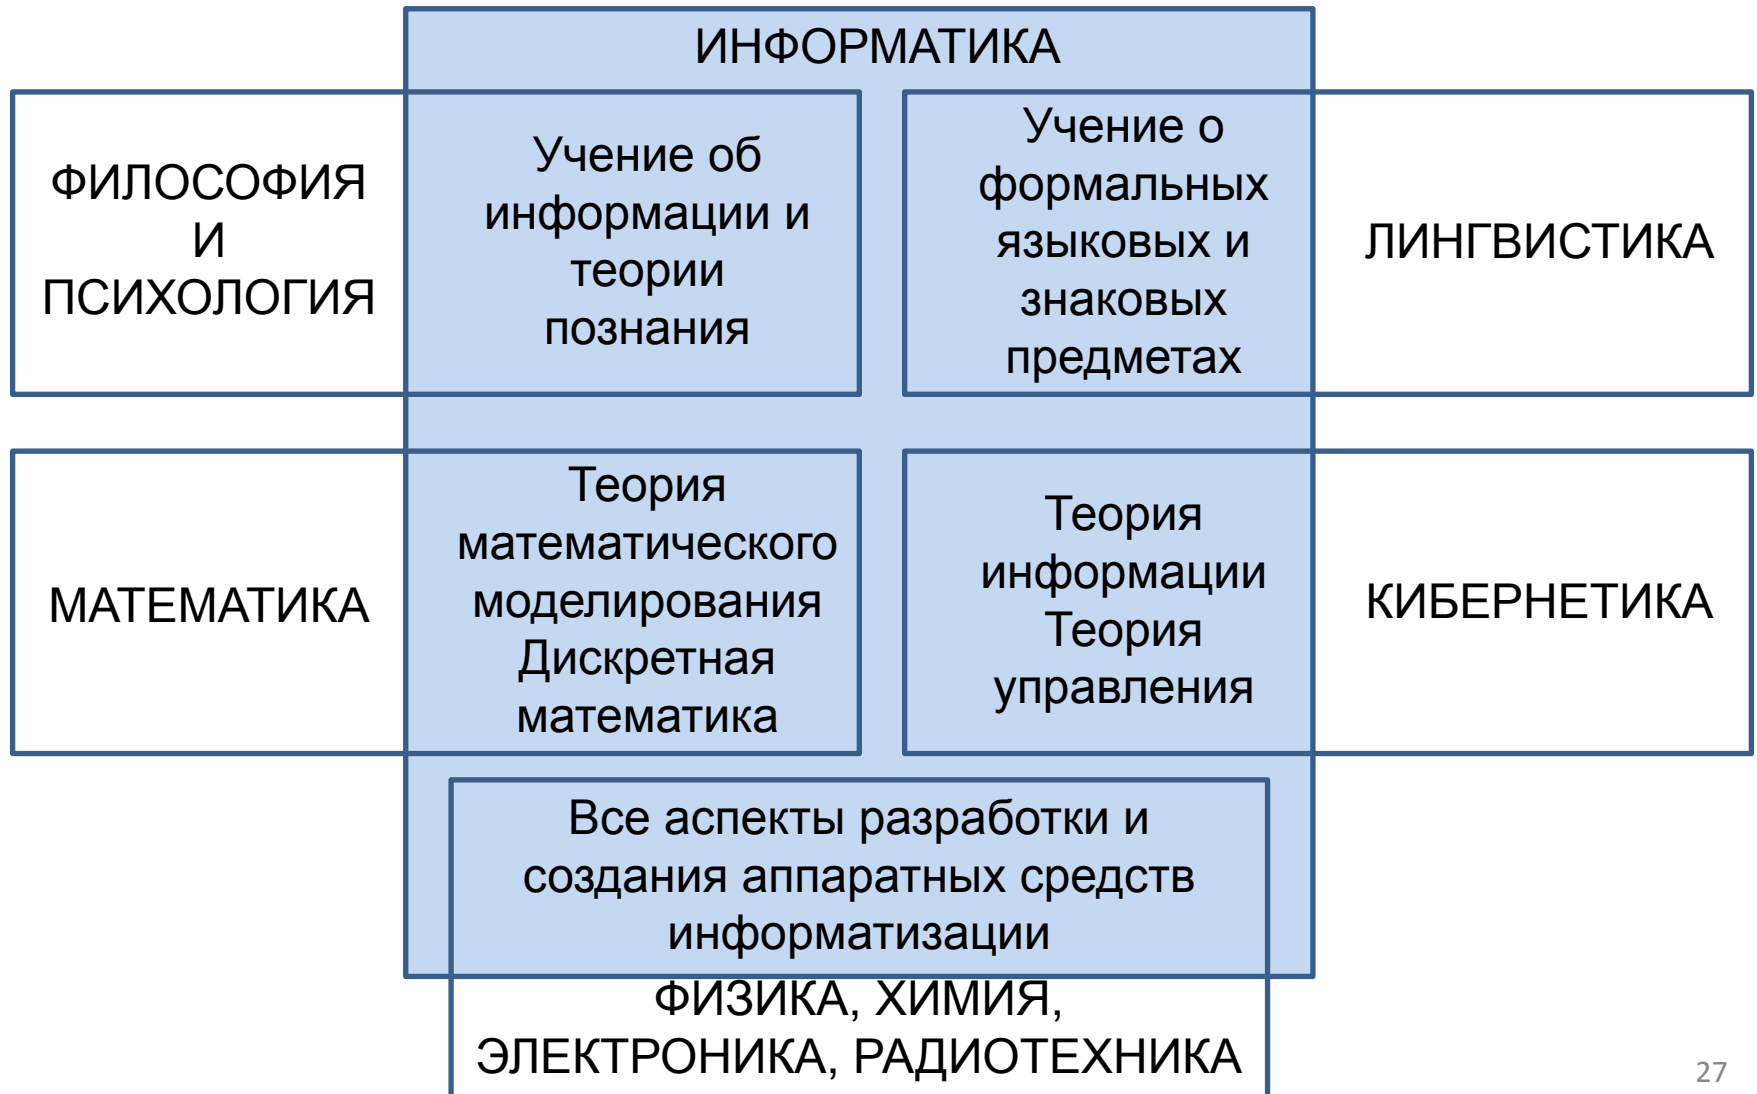 ИНФОРМАТИКА
ФИЛОСОФИЯ
И
ПСИХОЛОГИЯ
Учение об
информации и
теории
познания
Учение о
формальных
языковых и
знаковых
предметах
ЛИНГВИСТИКА
МАТЕМАТИКА
Теория
математического
моделирования
Дискретная
математика
Теория
информации
Теория
управления
КИБЕРНЕТИКА
Все аспекты разработки и
создания аппаратных средств
информатизации
ФИЗИКА, ХИМИЯ,
ЭЛЕКТРОНИКА, РАДИОТЕХНИКА
27